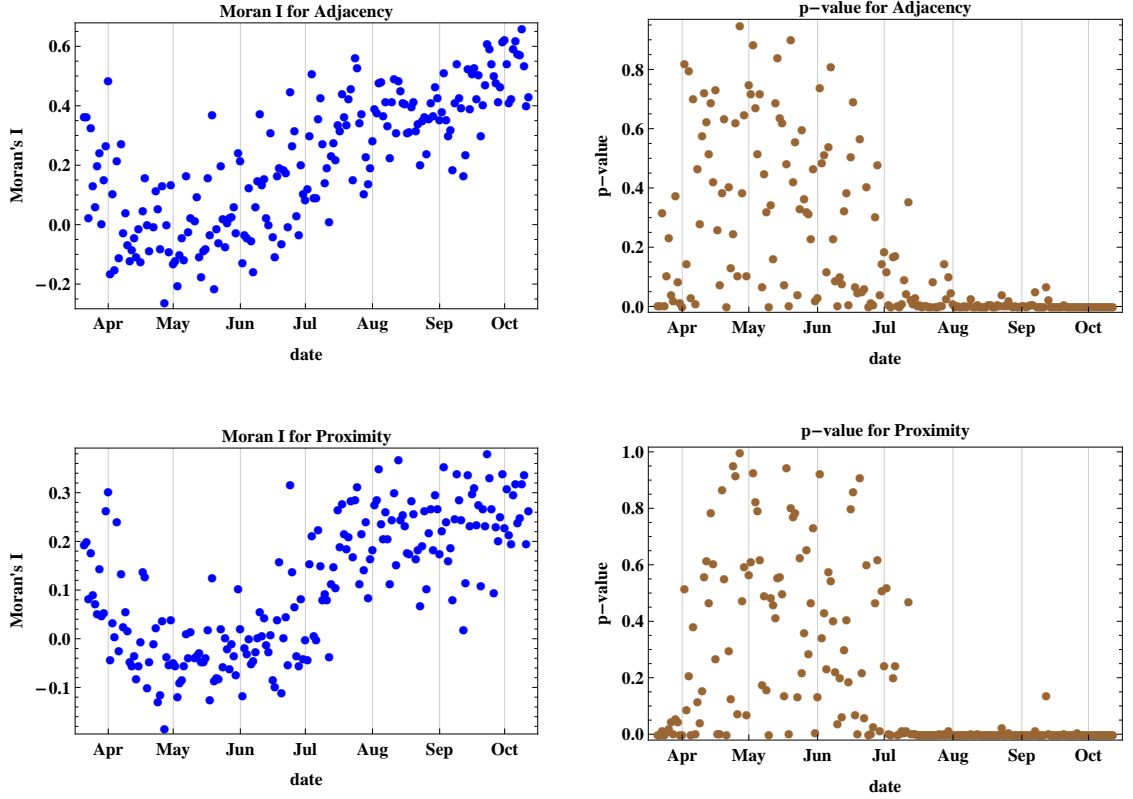 Moran I for Adjacency
Moran's I
0.6
0.4
0.2
0.0
−0.2
Apr May Jun Jul Aug Sep Oct
date
p−value for Adjacency
p−value
0.8
0.6
0.4
0.2
0.0
Apr May Jun Jul Aug Sep Oct
date
Moran I for Proximity
Moran's I
0.3
0.2
0.1
0.0
−0.1
Apr May Jun Jul Aug Sep Oct
date
p−value for Proximity
p−value
1.0
0.8
0.6
0.4
0.2
0.0
Apr May Jun Jul Aug Sep Oct
date